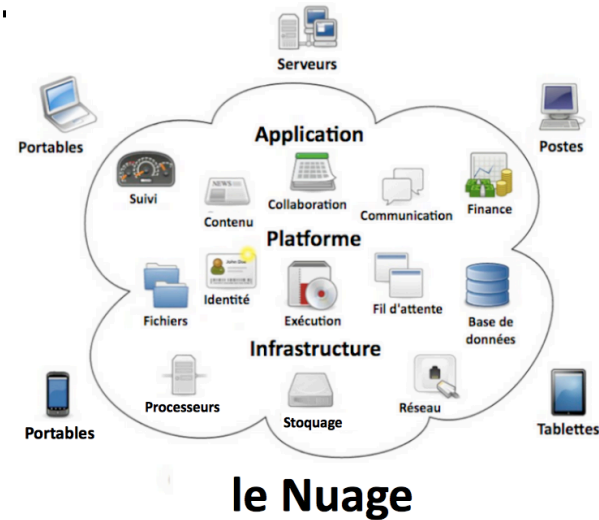 Serveurs
Portables
Postes
Application
Suivi
NEWS
Contenu
Collaboration
Communication
Finance
Platforme
Identité
Fichiers
Exécution
Fil d'attente
Base de
données
Infrastructure
Processeurs
Stoquage
Réseau
Portables
Tablettes
le Nuage